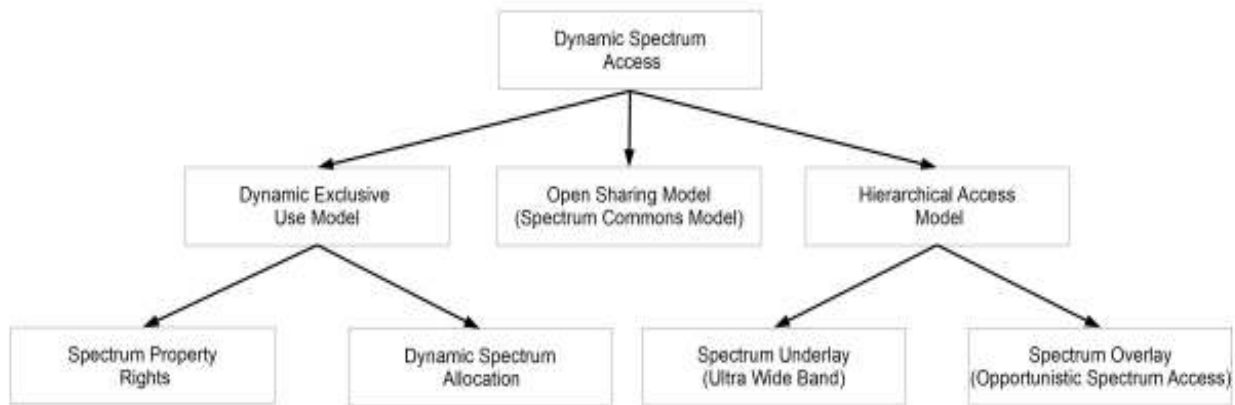 Dynamic Spectrum
Access
Dynamic Exclusive
Use Model
Open Sharing Model
(Spectrum Commons Model)
Hierarchical Access
Model
Spectrum Property
Rights
Dynamic Spectrum
Allocation
Spectrum Underlay
(Ultra Wide Band)
Spectrum Overlay
(Opportunistic Spectrum Access)